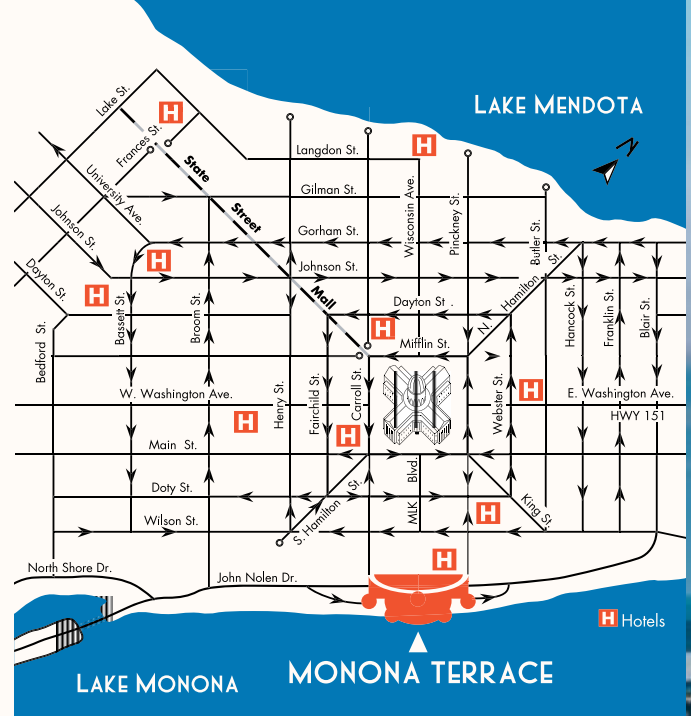 LAKE MENDOTA
N
Lake St.
H
Frances St.
State
Street
Mall
Langdon St.
H
University Ave.
Gilman St.
Wisconsin Ave.
Pinckney St.
Butler St.
Johnson St.
Gorham St.
H
Johnson St.
N. Hamilton St.
Dayton St.
H
Bassett St.
Broom St.
Dayton St.
Hancock St.
Franklin St.
Blair St.
Bedford St.
H
Mifflin St.
W. Washington Ave.
Henry St.
Fairchild St.
Carroll St.
Webster St.
H
E. Washington Ave.
HWY 151
H
H
Main St.
Blvd.
MLK
Doty St.
S. Hamilton St.
H
King St.
Wilson St.
H
North Shore Dr.
John Nolen Dr.
H Hotels
MONONA TERRACE
LAKE MONONA